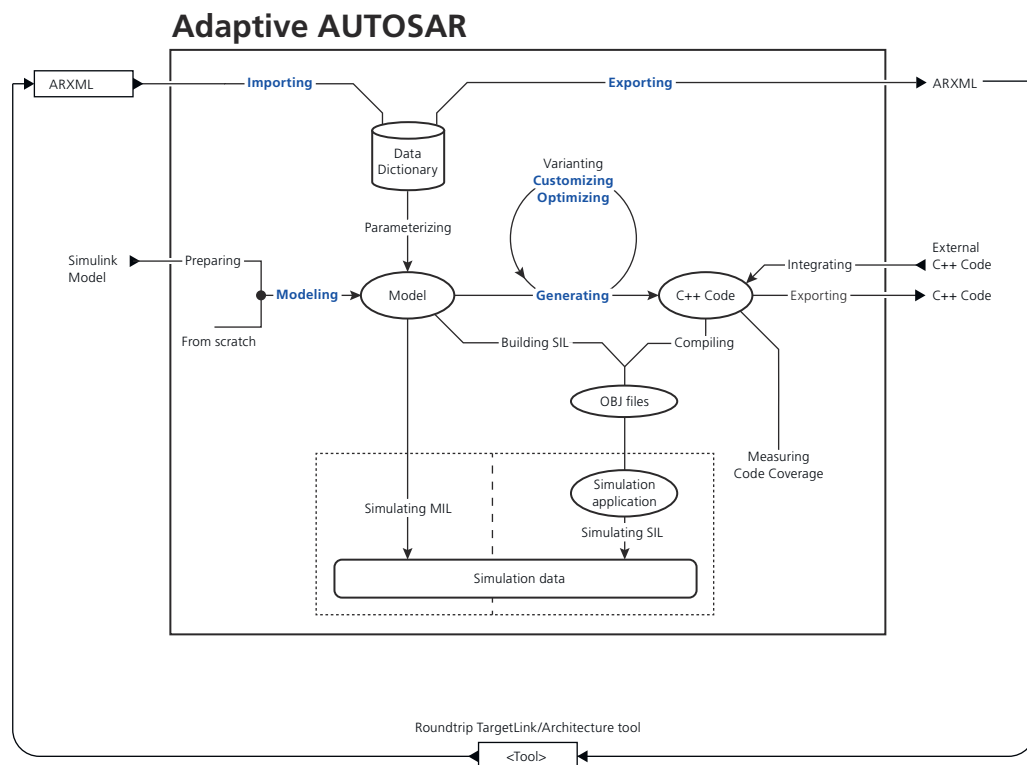 Adaptive AUTOSAR
ARXML
Importing
Exporting
ARXML
Data
Dictionary
Varianting
Customizing
Optimizing
Parameterizing
Simulink
Model
Preparing
Integrating
External
C++ Code
Modeling
Model
Generating
C++ Code
Exporting
C++ Code
From scratch
Building SIL
Compiling
OBJ files
Measuring
Code Coverage
Simulation
application
Simulating MIL
Simulating SIL
Simulation data
Roundtrip TargetLink/Architecture tool
<Tool>